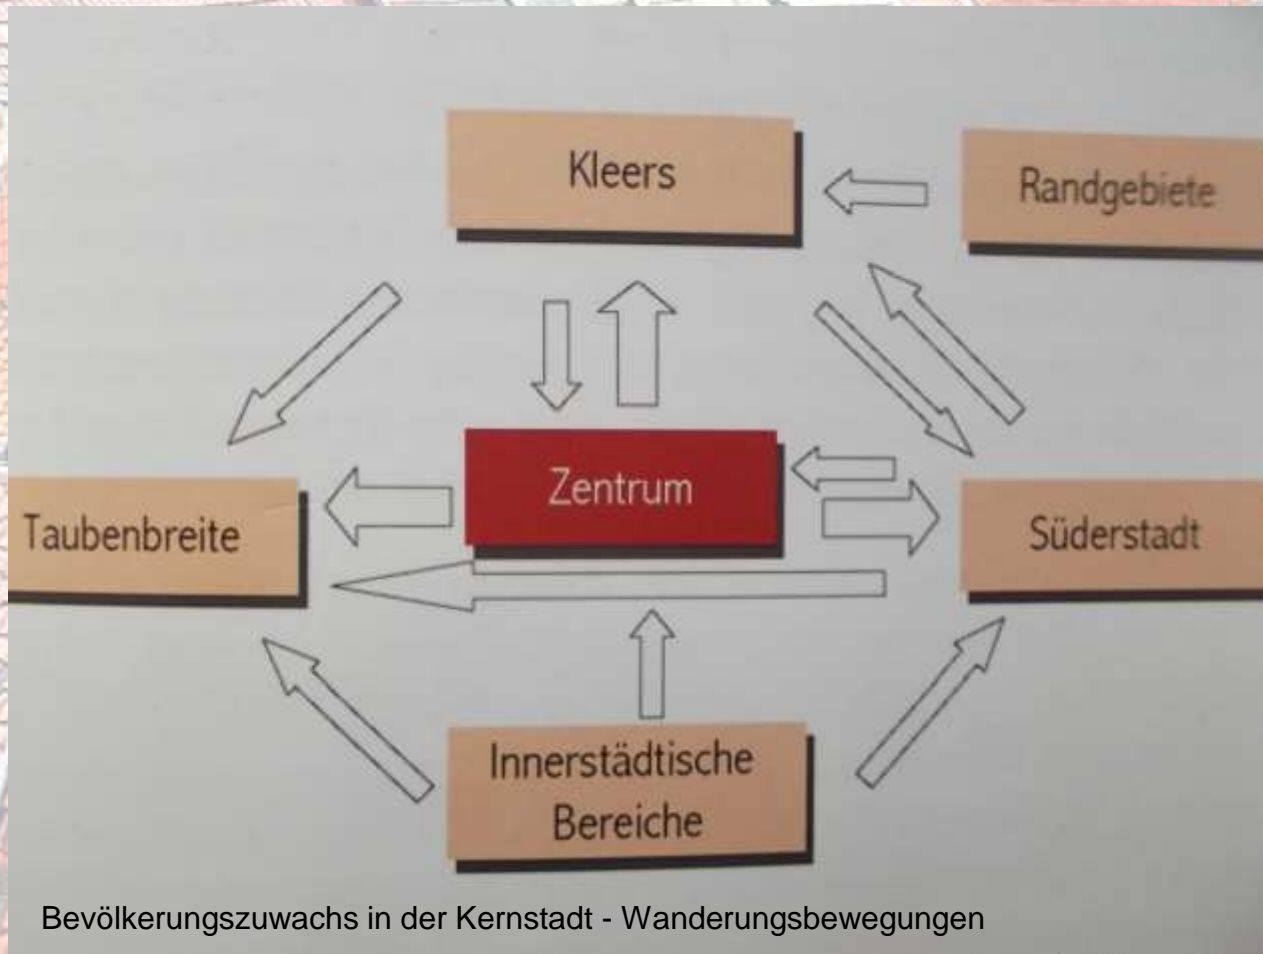 Kleers
Randgebiete
Zentrum
Taubenbreite
Süderstadt
Innerstädtische
Bereiche
Bevölkerungszuwachs in der Kernstadt - Wanderungsbewegungen